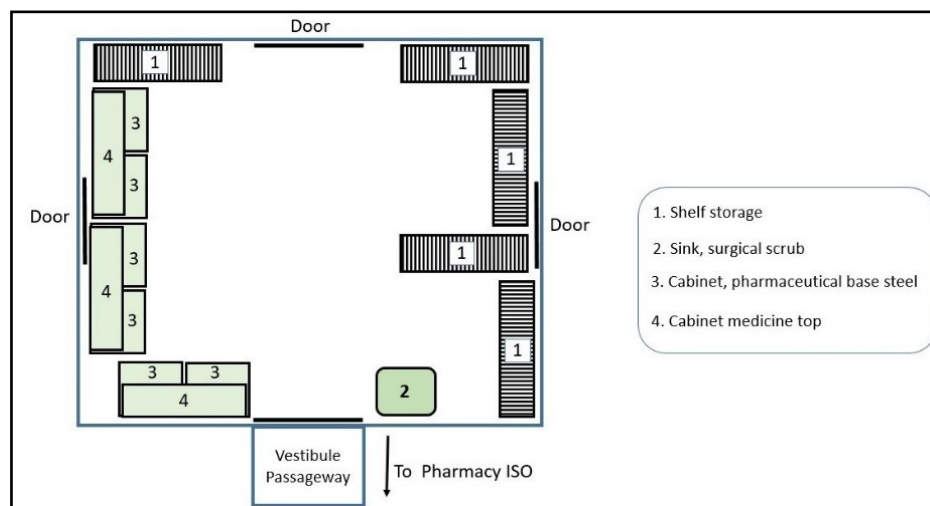 Door
1
1
3
4
1
3
Door
Door
3
1
4
3
1
3
3
2
4
Vestibule
Passageway
To Pharmacy ISO
1. Shelf storage
2. Sink, surgical scrub
3. Cabinet, pharmaceutical base steel
4. Cabinet medicine top